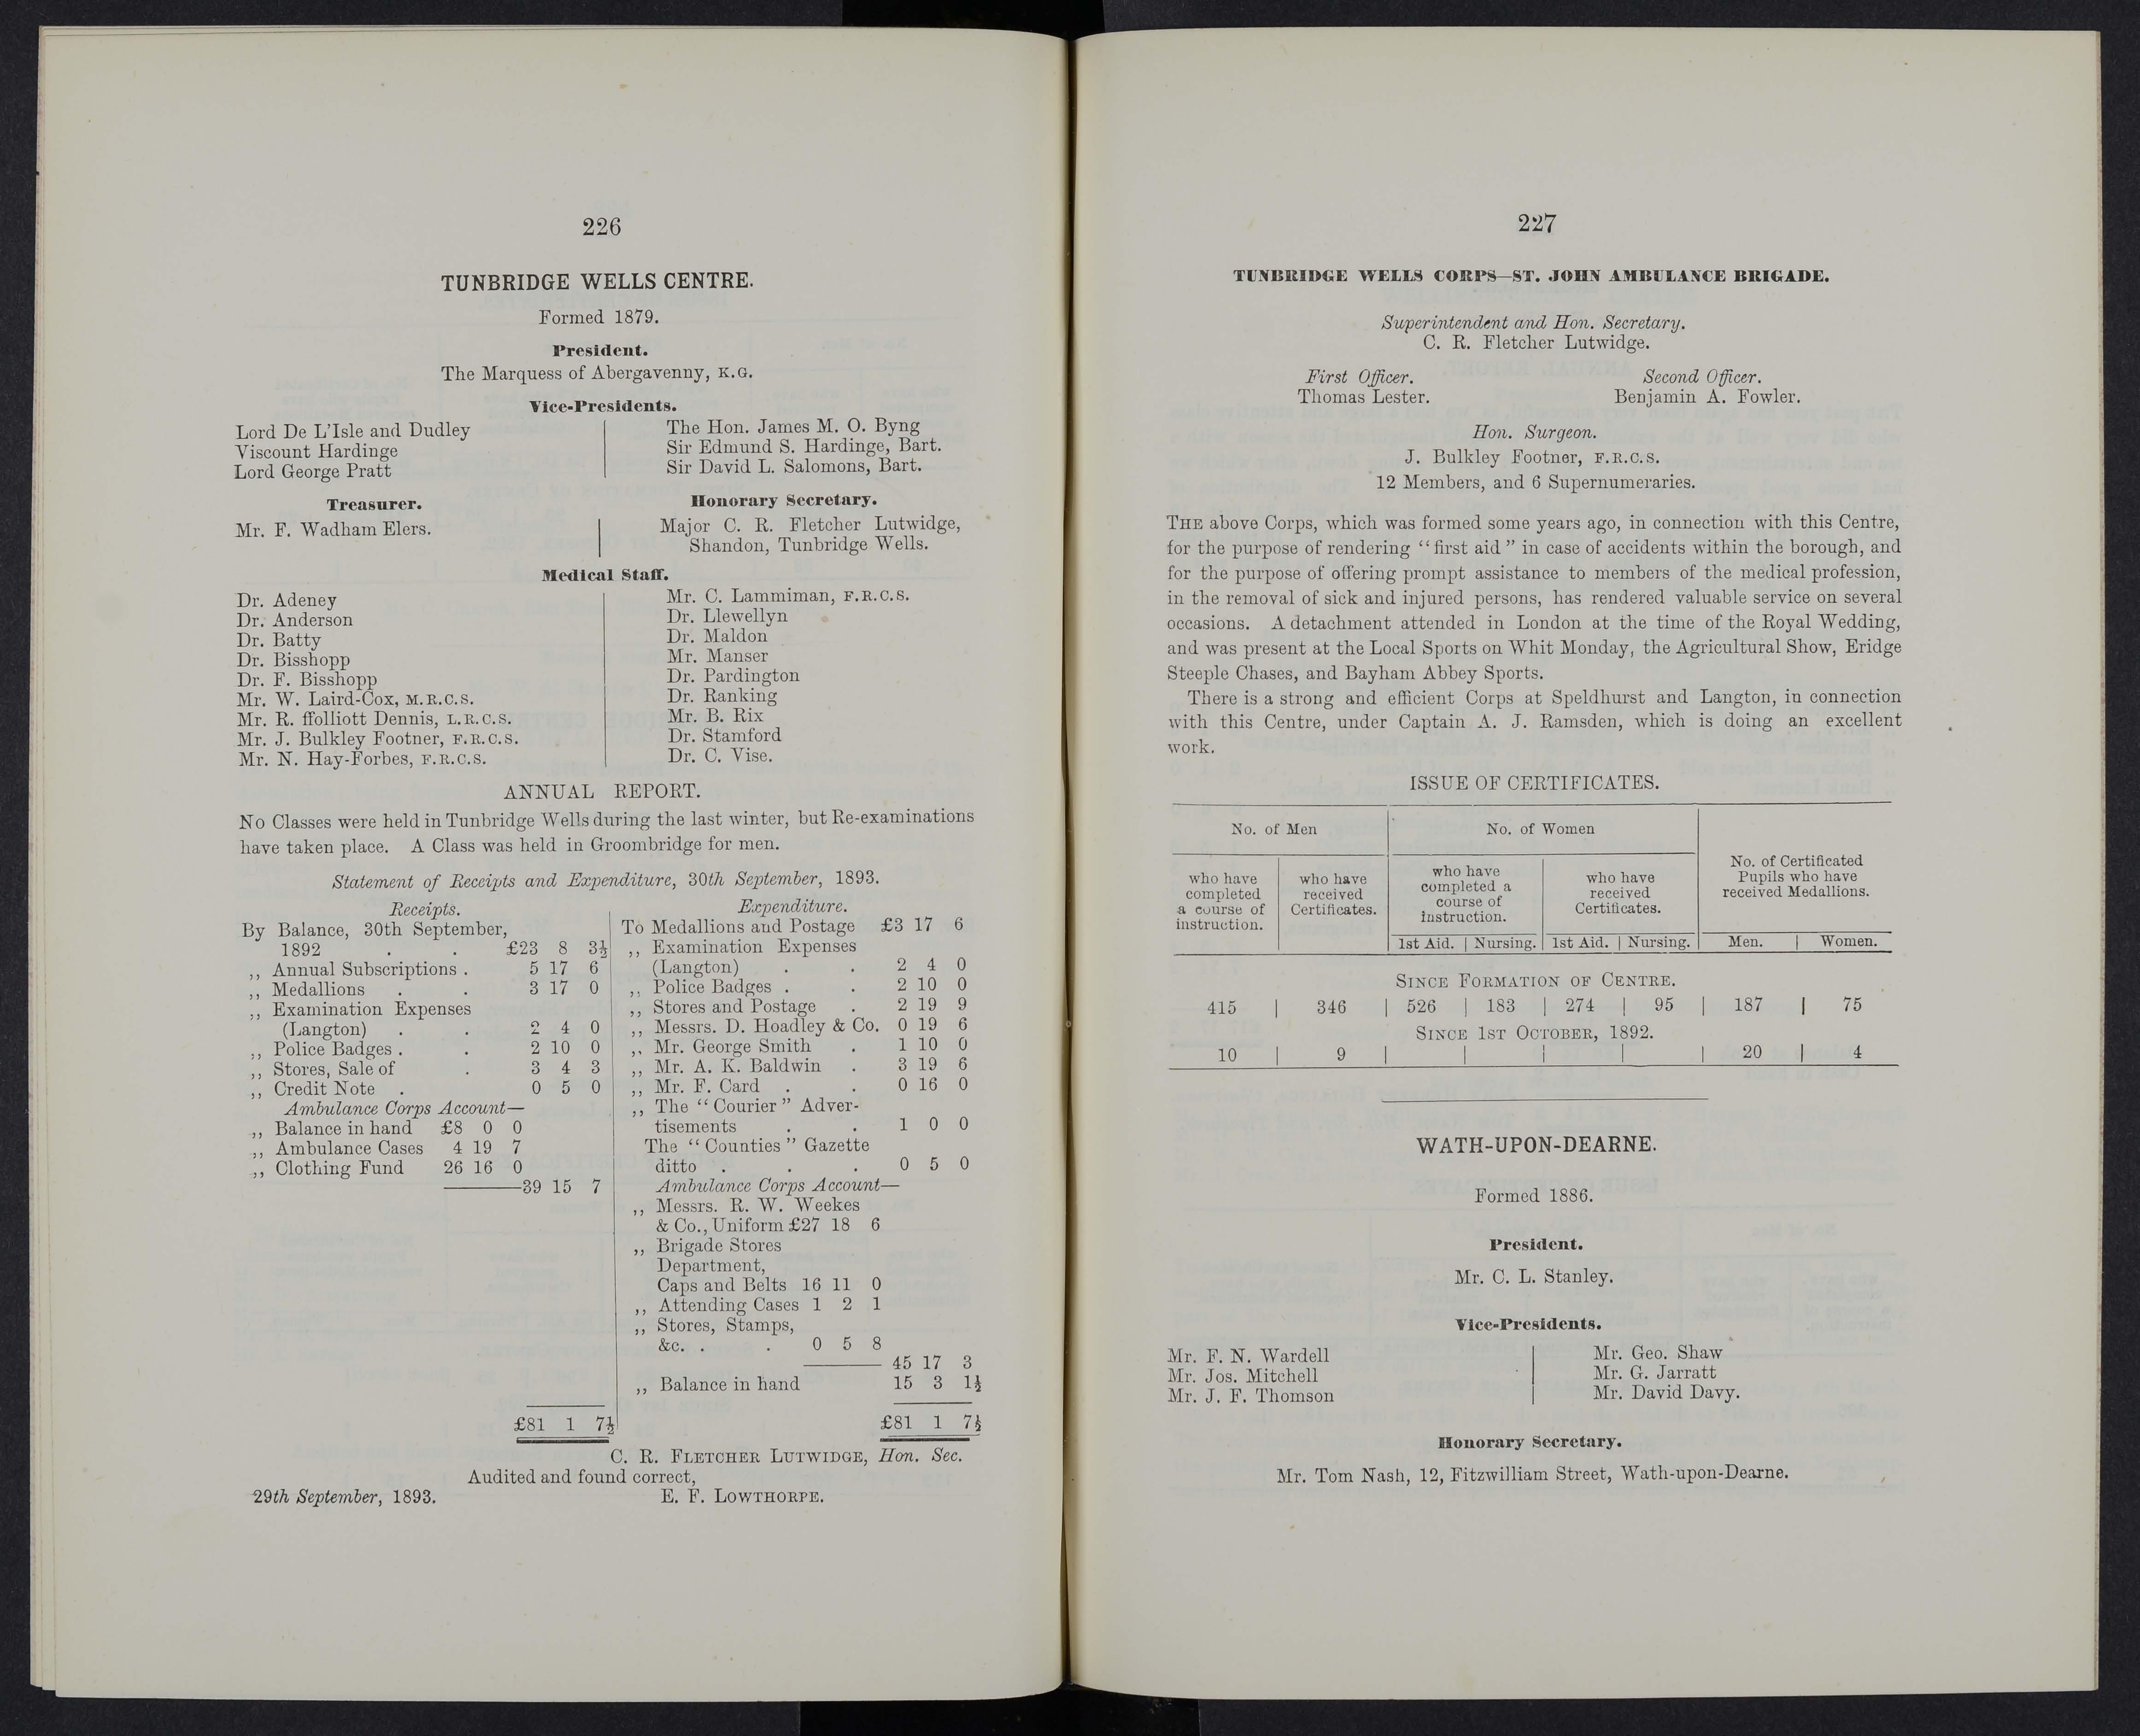 226
TUNBRIDGE WELLS CENTRE.
Formed 1879.
President.
The Marquess of Abergavenny, K.G.
Vice-Presidents.
Lord De L'Isle and Dudley
Viscount Hardinge
Lord George Pratt
The Hon. James M. O. Byng
Sir Edmund S. Hardinge, Bart.
Sir David L. Salomons, Bart.
Treasurer.
Mr. F. Wadham Elers.
Honorary Secretary.
Major C. R. Fletcher Lutwidge,
Shandon, Tunbridge Wells.
Medical Staff.
Dr. Adeney
Dr. Anderson
Dr. Batty
Dr. Bisshopp
Dr. F. Bisshopp
Mr. W. Laird-Cox, M.R.C.S.
Mr. R. ffolliott Dennis, L.R.C.S.
Mr. J. Bulkley Footner, F.R.C.S.
Mr. N. Hay-Forbes, F.R.C.S.
Mr. C. Lammiman, F.R.C.S.
Dr. Llewellyn
Dr. Maldon
Mr. Manser
Dr. Pardington
Dr. Ranking
Mr. B. Rix
Dr. Stamford
Dr. C. Vise.
ANNUAL REPORT.
No Classes were held in Tunbridge Wells during the last winter, but Re-examinations
have taken place. A Class was held in Groombridge for men.
Statement of Receipts and Expenditure, 30th September, 1893.
Receipts.
By Balance, 30th September,
1892 . . £23 8 3½
,, Annual Subscriptions . 5 17 6
,, Medallions . . 3 17 0
,, Examination Expenses
(Langton) . . 2 4 0
,, Police Badges . . 2 10 0
,, Stores, Sale of . 3 4 3
,, Credit Note . 0 5 0
Ambulance Corps Account—
,, Balance in hand £8 0 0
,, Ambulance Cases 4 19 7
,, Clothing Fund 26 16 0
———39 15 7
£81 1 7½
Expenditure.
To Medallions and Postage £3 17 6
,, Examination Expenses
(Langton) . . 2 4 0
,, Police Badges . . 2 10 0
,, Stores and Postage . 2 19 9
,, Messrs. D. Hoadley & Co. 0 19 6
,, Mr. George Smith . 1 10 0
,, Mr. A. K. Baldwin . 3 19 6
,, Mr. F. Card . . 0 16 0
,, The "Courier" Adver-
tisements . . 1 0 0
The "Counties" Gazette
ditto . . . 0 5 0
Ambulance Corps Account—
,, Messrs. R. W. Weekes
& Co., Uniform £27 18 6
,, Brigade Stores
Department,
Caps and Belts 16 11 0
,, Attending Cases 1 2 1
,, Stores, Stamps,
&c. . . 0 5 8
——— 45 17 3
,, Balance in hand 15 3 1½
£81 1 7½
C. R. FLETCHER LUTWIDGE, Hon. Sec.
Audited and found correct,
29th September, 1893. E. F. LOWTHORPE.
227
TUNBRIDGE WELLS CORPS—ST. JOHN AMBULANCE BRIGADE.
Superintendent and Hon. Secretary.
C. R. Fletcher Lutwidge.
First Officer.
Thomas Lester.
Second Officer.
Benjamin A. Fowler.
Hon. Surgeon.
J. Bulkley Footner, F.R.C.S.
12 Members, and 6 Supernumeraries.
THE above Corps, which was formed some years ago, in connection with this Centre,
for the purpose of rendering "first aid" in case of accidents within the borough, and
for the purpose of offering prompt assistance to members of the medical profession,
in the removal of sick and injured persons, has rendered valuable service on several
occasions. A detachment attended in London at the time of the Royal Wedding,
and was present at the Local Sports on Whit Monday, the Agricultural Show, Eridge
Steeple Chases, and Bayham Abbey Sports.
There is a strong and efficient Corps at Speldhurst and Langton, in connection
with this Centre, under Captain A. J. Ramsden, which is doing an excellent
work.
ISSUE OF CERTIFICATES.
No. of Men
No. of Women
No. of Certificated
Pupils who have
received Medallions.
who have
completed
a course of
instruction.
who have
received
Certificates.
who have
completed a
course of
instruction.
who have
received
Certificates.
1st Aid. | Nursing. | 1st Aid. | Nursing. | Men. | Women.
SINCE FORMATION OF CENTRE.
415 | 346 | 526 | 183 | 274 | 95 | 187 | 75
SINCE 1ST OCTOBER, 1892.
10 | 9 | | | | | 20 | 4
WATH-UPON-DEARNE.
Formed 1886.
President.
Mr. C. L. Stanley.
Vice-Presidents.
Mr. F. N. Wardell
Mr. Jos. Mitchell
Mr. J. F. Thomson
Mr. Geo. Shaw
Mr. G. Jarratt
Mr. David Davy.
Honorary Secretary.
Mr. Tom Nash, 12, Fitzwilliam Street, Wath-upon-Dearne.